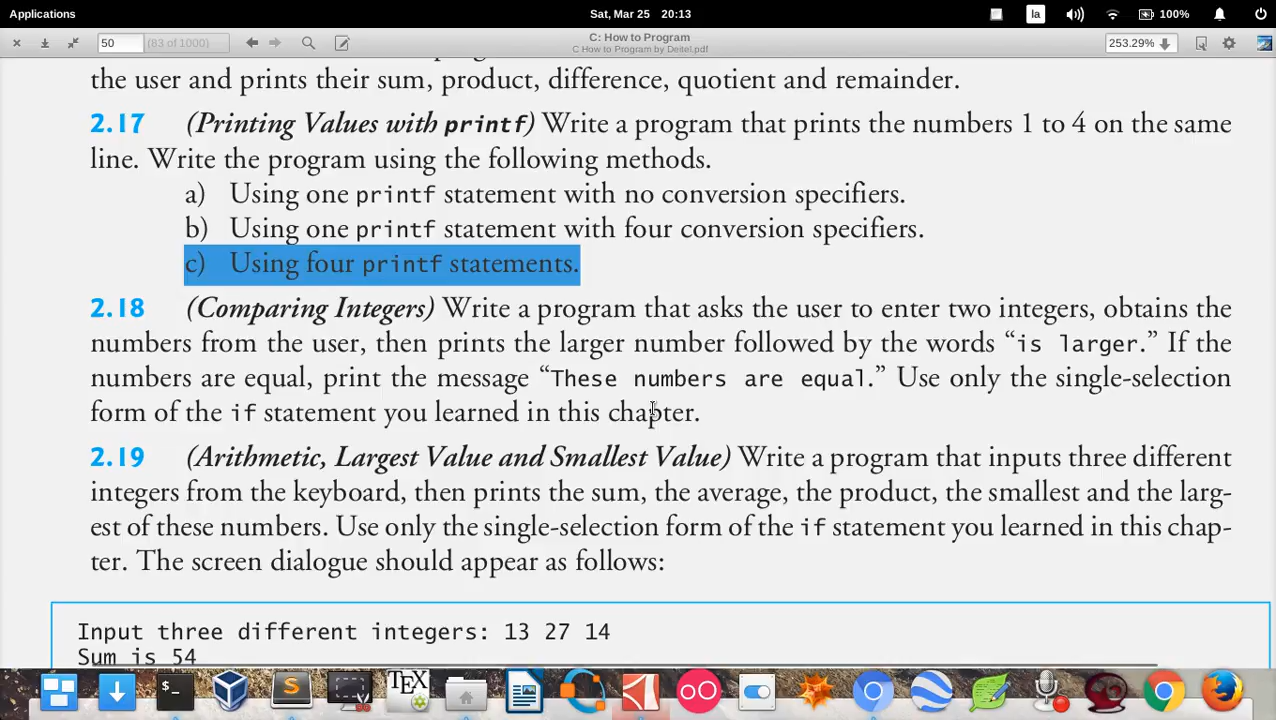 Applications
Sat, Mar 25 20:13
la
100%
50 (83 of 1000)
C: How to Program
C How to Program by Deitel.pdf
253.29%
the user and prints their sum, product, difference, quotient and remainder.
2.17 (Printing Values with printf) Write a program that prints the numbers 1 to 4 on the same
line. Write the program using the following methods.
a) Using one printf statement with no conversion specifiers.
b) Using one printf statement with four conversion specifiers.
c) Using four printf statements.
2.18 (Comparing Integers) Write a program that asks the user to enter two integers, obtains the
numbers from the user, then prints the larger number followed by the words “is larger.” If the
numbers are equal, print the message “These numbers are equal.” Use only the single-selection
form of the if statement you learned in this chapter.
2.19 (Arithmetic, Largest Value and Smallest Value) Write a program that inputs three different
integers from the keyboard, then prints the sum, the average, the product, the smallest and the larg-
est of these numbers. Use only the single-selection form of the if statement you learned in this chap-
ter. The screen dialogue should appear as follows:
Input three different integers: 13 27 14
Sum is 54
>_
S
TEX